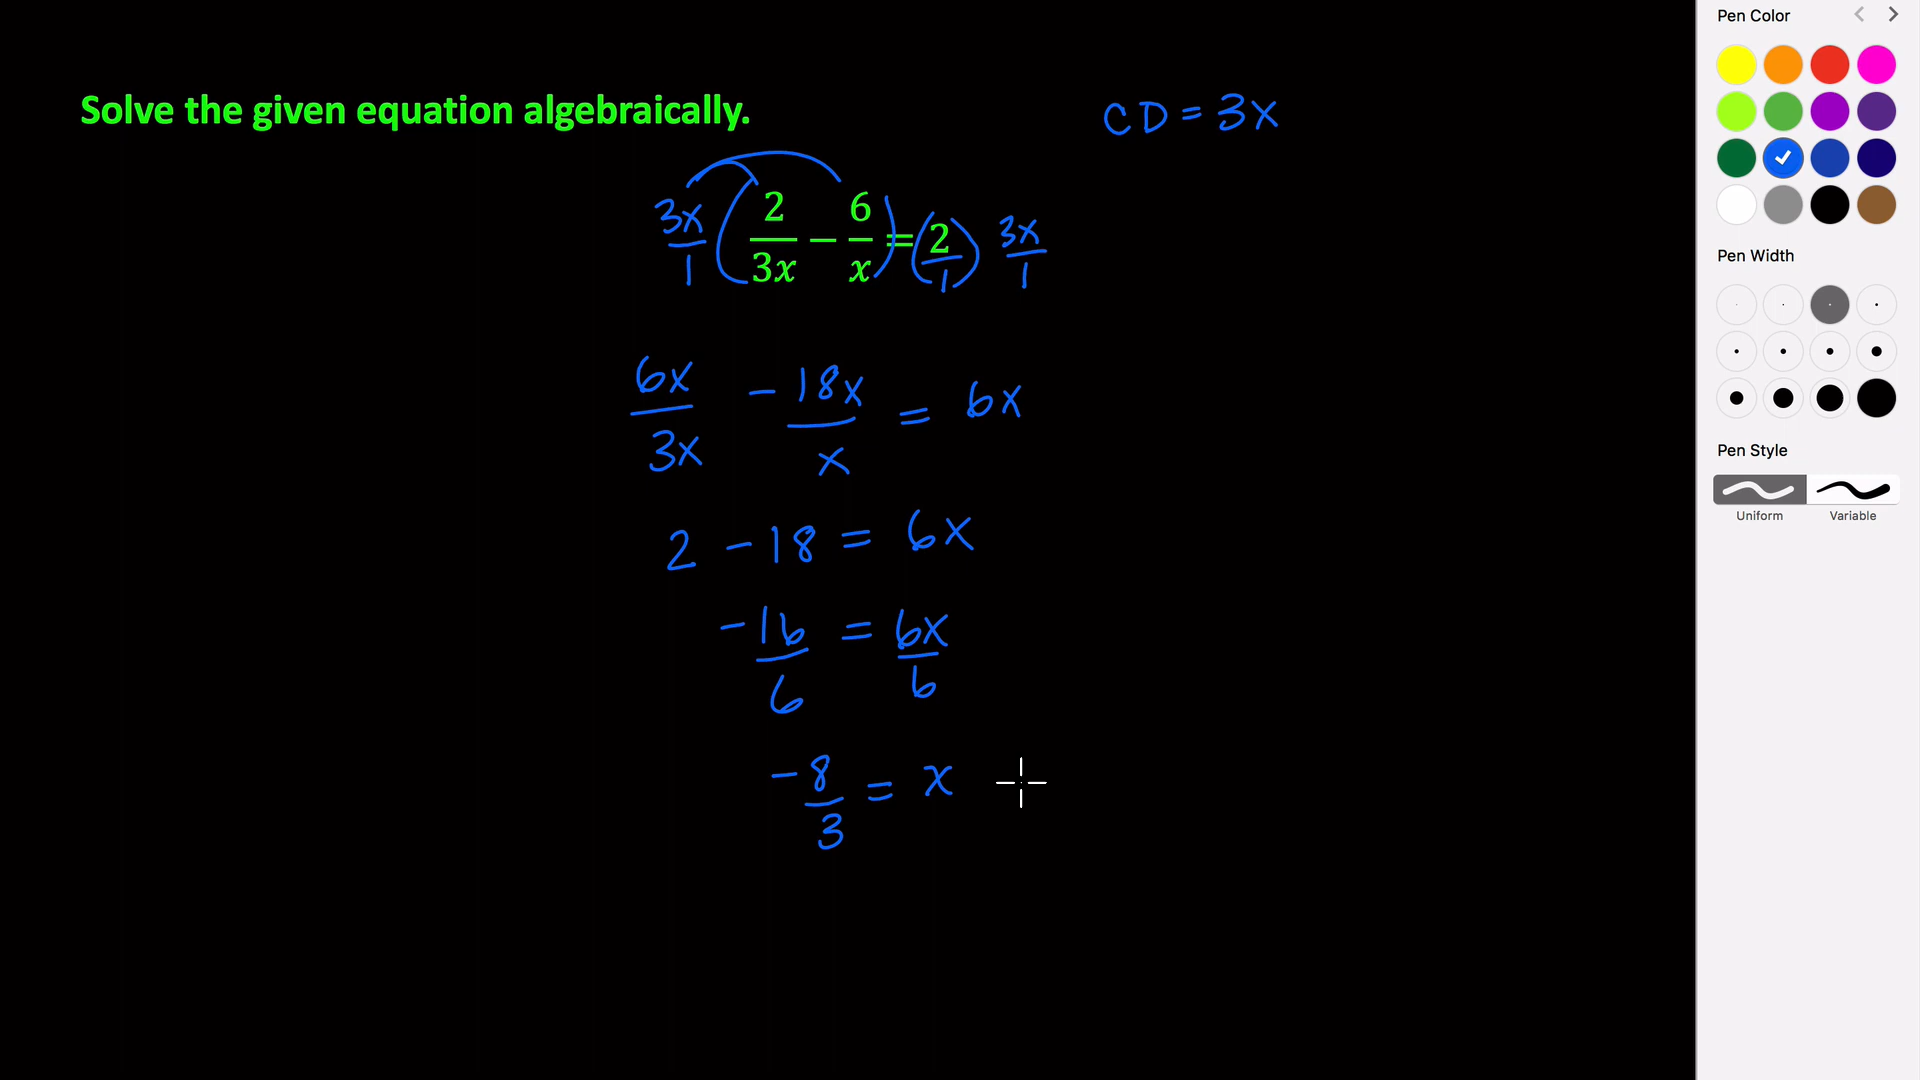 Solve the given equation algebraically.
CD = 3x
3x/1 ( 2/3x − 6/x ) = ( 2/1 ) 3x/1
6x/3x − 18x/x = 6x
2 − 18 = 6x
−16/6 = 6x/6
−8/3 = x
Pen Color
Pen Width
Pen Style
Uniform Variable